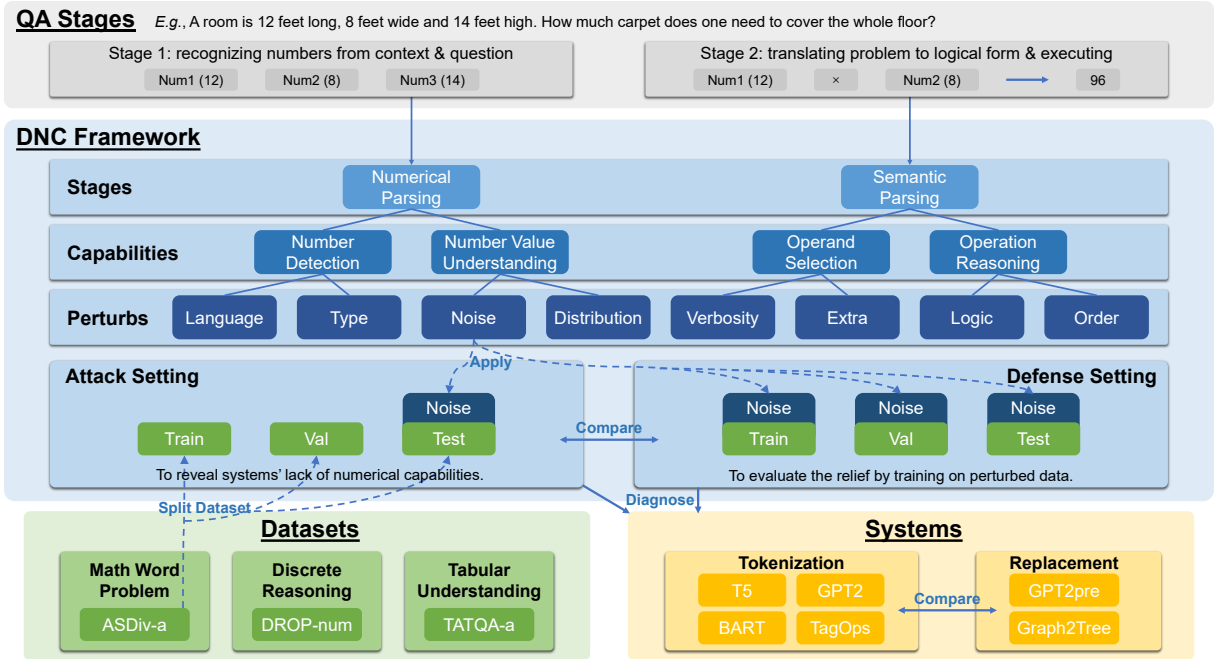 QA Stages E.g., A room is 12 feet long, 8 feet wide and 14 feet high. How much carpet does one need to cover the whole floor?
Stage 1: recognizing numbers from context & question
Num1 (12) Num2 (8) Num3 (14)
Stage 2: translating problem to logical form & executing
Num1 (12) × Num2 (8) 96
DNC Framework
Stages
Numerical
Parsing
Semantic
Parsing
Capabilities
Number
Detection
Number Value
Understanding
Operand
Selection
Operation
Reasoning
Perturbs
Language
Type
Noise
Distribution
Verbosity
Extra
Logic
Order
Apply
Attack Setting
Noise
Train
Val
Test
To reveal systems' lack of numerical capabilities.
Compare
Defense Setting
Noise
Noise
Noise
Train
Val
Test
To evaluate the relief by training on perturbed data.
Split Dataset
Diagnose
Datasets
Math Word
Problem
ASDiv-a
Discrete
Reasoning
DROP-num
Tabular
Understanding
TATQA-a
Systems
Tokenization
T5
GPT2
BART
TagOps
Compare
Replacement
GPT2pre
Graph2Tree